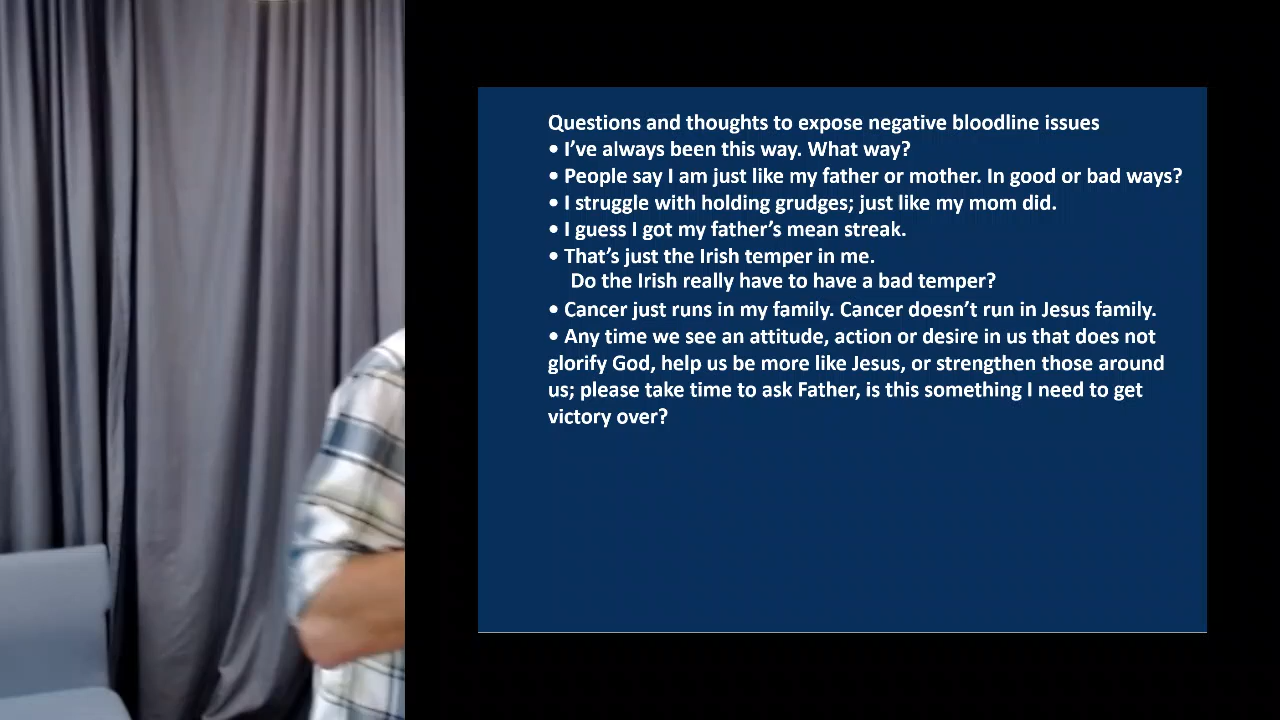 Questions and thoughts to expose negative bloodline issues
• I’ve always been this way. What way?
• People say I am just like my father or mother. In good or bad ways?
• I struggle with holding grudges; just like my mom did.
• I guess I got my father’s mean streak.
• That’s just the Irish temper in me.
Do the Irish really have to have a bad temper?
• Cancer just runs in my family. Cancer doesn’t run in Jesus family.
• Any time we see an attitude, action or desire in us that does not
glorify God, help us be more like Jesus, or strengthen those around
us; please take time to ask Father, is this something I need to get
victory over?